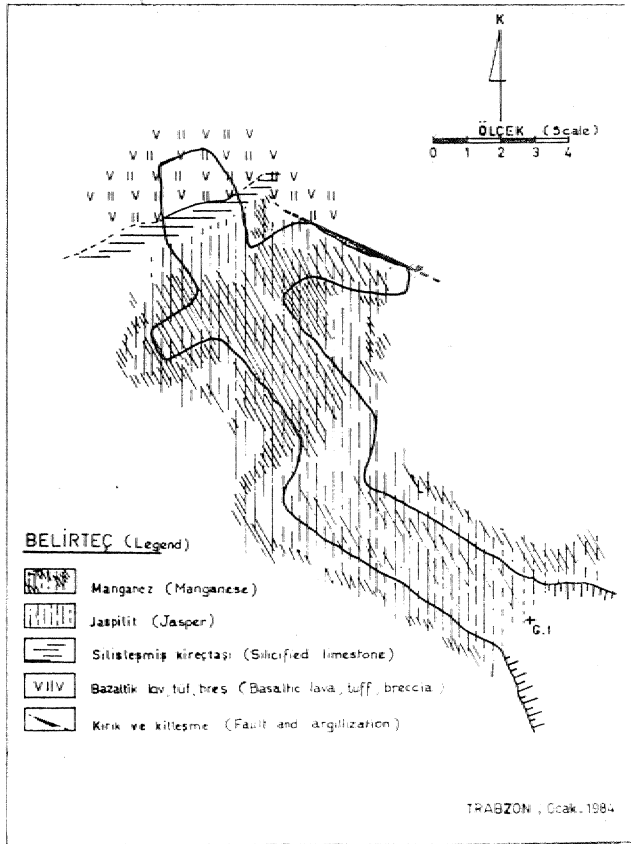 K
ÖLÇEK (Scale)
0 1 2 3 4
BELİRTEÇ (Legend)
Manganez (Manganese)
Jaspilit (Jasper)
Silisleşmiş kireçtaşı (Silicified limestone)
Bazaltik lav, tüf, breş (Basaltic lava, tuff, breccia)
Kırık ve killeşme (Fault and argillization)
G.1
TRABZON, Ocak.1984